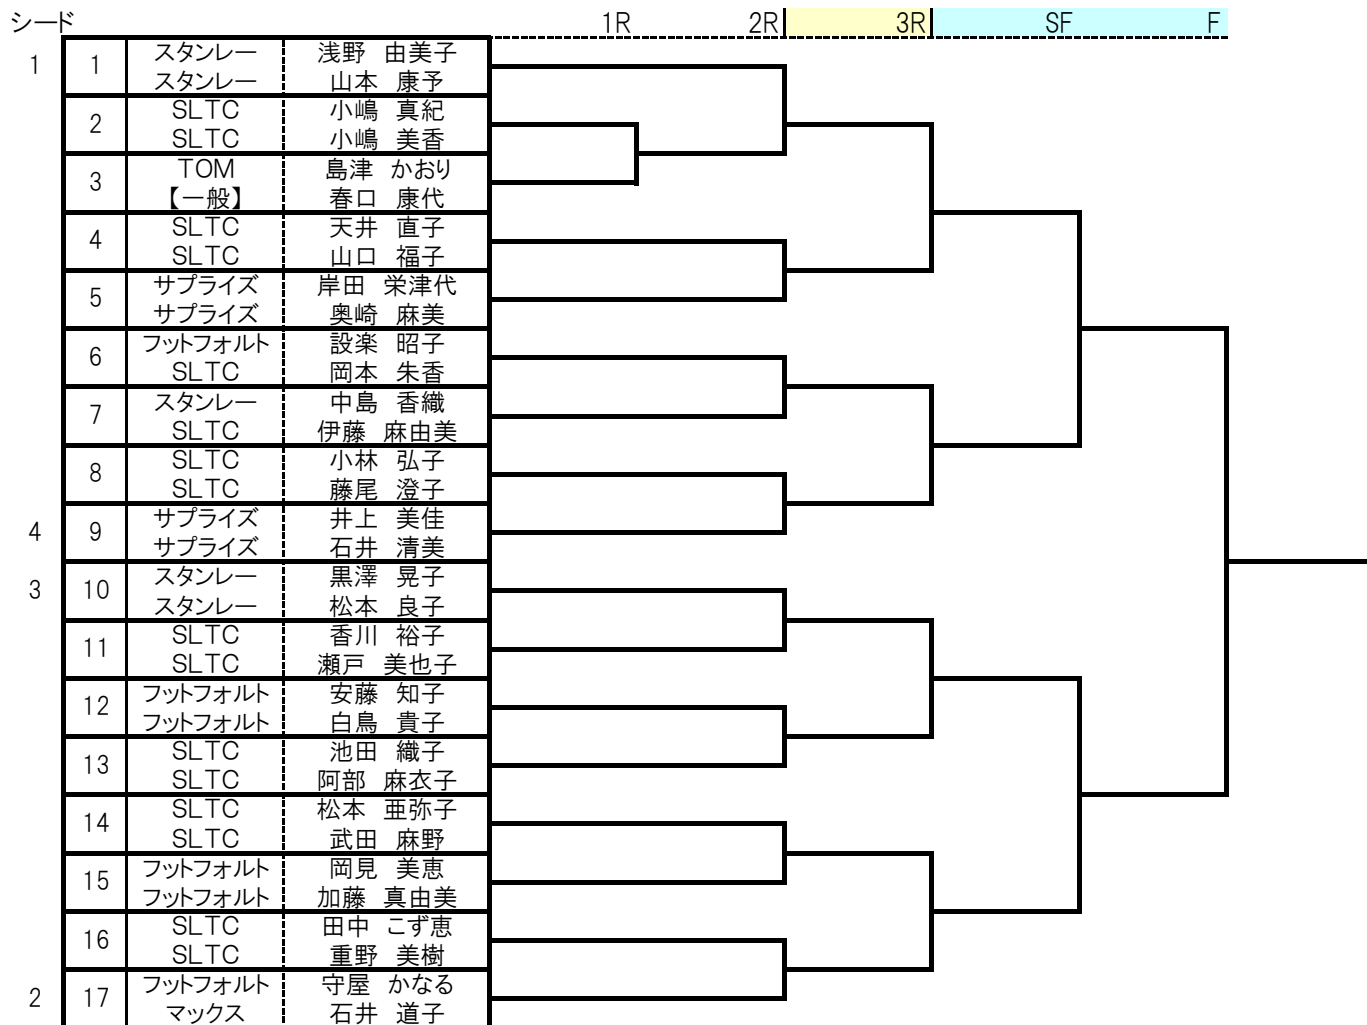 シード 1R 2R 3R SF F
1 1 スタンレー 浅野 由美子
スタンレー 山本 康予
2 SLTC 小嶋 真紀
SLTC 小嶋 美香
3 TOM 島津 かおり
【一般】 春口 康代
4 SLTC 天井 直子
SLTC 山口 福子
5 サプライズ 岸田 栄津代
サプライズ 奥崎 麻美
6 フットフォルト 設楽 昭子
SLTC 岡本 朱香
7 スタンレー 中島 香織
SLTC 伊藤 麻由美
8 SLTC 小林 弘子
SLTC 藤尾 澄子
4 9 サプライズ 井上 美佳
サプライズ 石井 清美
3 10 スタンレー 黒澤 晃子
スタンレー 松本 良子
11 SLTC 香川 裕子
SLTC 瀬戸 美也子
12 フットフォルト 安藤 知子
フットフォルト 白鳥 貴子
13 SLTC 池田 織子
SLTC 阿部 麻衣子
14 SLTC 松本 亜弥子
SLTC 武田 麻野
15 フットフォルト 岡見 美恵
フットフォルト 加藤 真由美
16 SLTC 田中 こず恵
SLTC 重野 美樹
2 17 フットフォルト 守屋 かなる
マックス 石井 道子